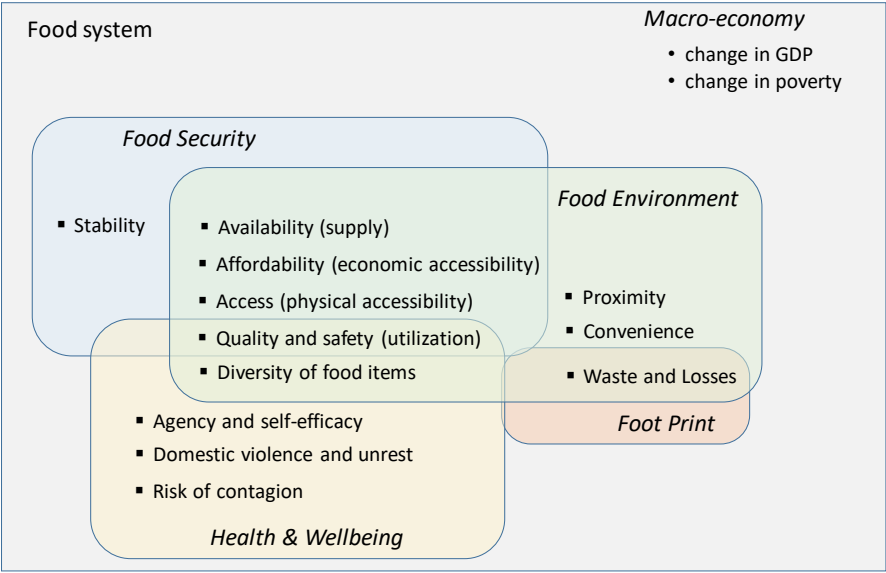 Food system
Macro-economy
• change in GDP
• change in poverty
Food Security
Food Environment
▪ Stability
▪ Availability (supply)
▪ Affordability (economic accessibility)
▪ Access (physical accessibility)
▪ Quality and safety (utilization)
▪ Diversity of food items
▪ Proximity
▪ Convenience
▪ Waste and Losses
Foot Print
▪ Agency and self-efficacy
▪ Domestic violence and unrest
▪ Risk of contagion
Health & Wellbeing